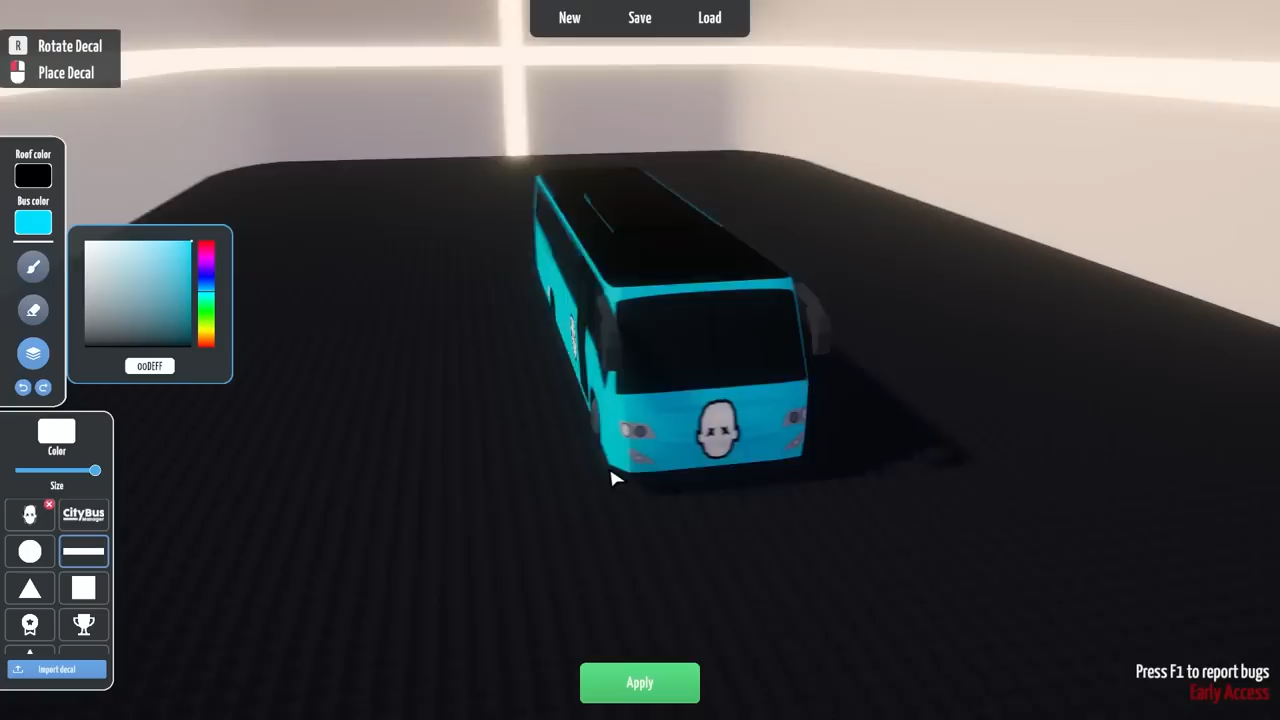 New Save Load
R Rotate Decal
Place Decal
Roof color
Bus color
00DEFF
Color
Size
CityBus
Manager
Import decal
Apply
Press F1 to report bugs
Early Access